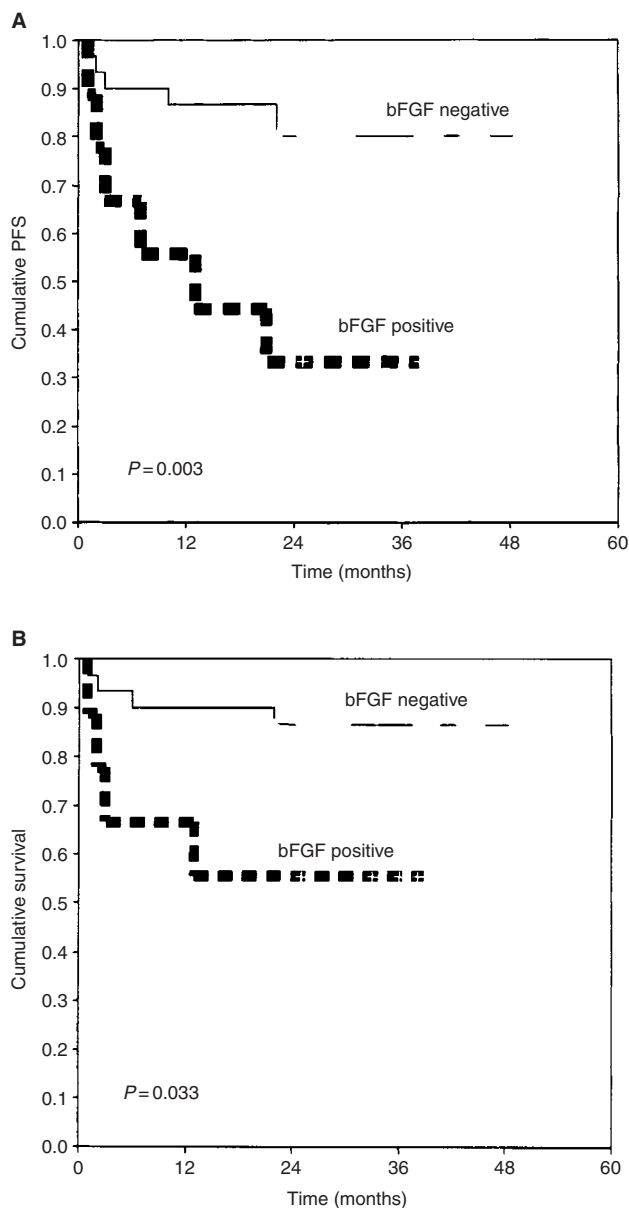 A
1.0
0.9
0.8
0.7
0.6
0.5
0.4
0.3
0.2
0.1
0.0
Cumulative PFS
bFGF negative
bFGF positive
P = 0.003
0 12 24 36 48 60
Time (months)
B
1.0
0.9
0.8
0.7
0.6
0.5
0.4
0.3
0.2
0.1
0.0
Cumulative survival
bFGF negative
bFGF positive
P = 0.033
0 12 24 36 48 60
Time (months)